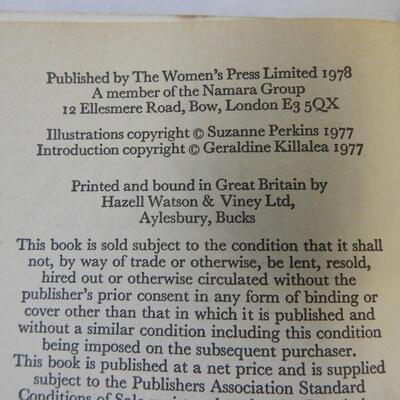 Published by The Women's Press Limited 1978
A member of the Namara Group
12 Ellesmere Road, Bow, London E3 5QX
Illustrations copyright © Suzanne Perkins 1977
Introduction copyright © Geraldine Killalea 1977
Printed and bound in Great Britain by
Hazell Watson & Viney Ltd,
Aylesbury, Bucks
This book is sold subject to the condition that it shall
not, by way of trade or otherwise, be lent, resold,
hired out or otherwise circulated without the
publisher's prior consent in any form of binding or
cover other than that in which it is published and
without a similar condition including this condition
being imposed on the subsequent purchaser.
This book is published at a net price and is supplied
subject to the Publishers Association Standard
Conditions of Sale